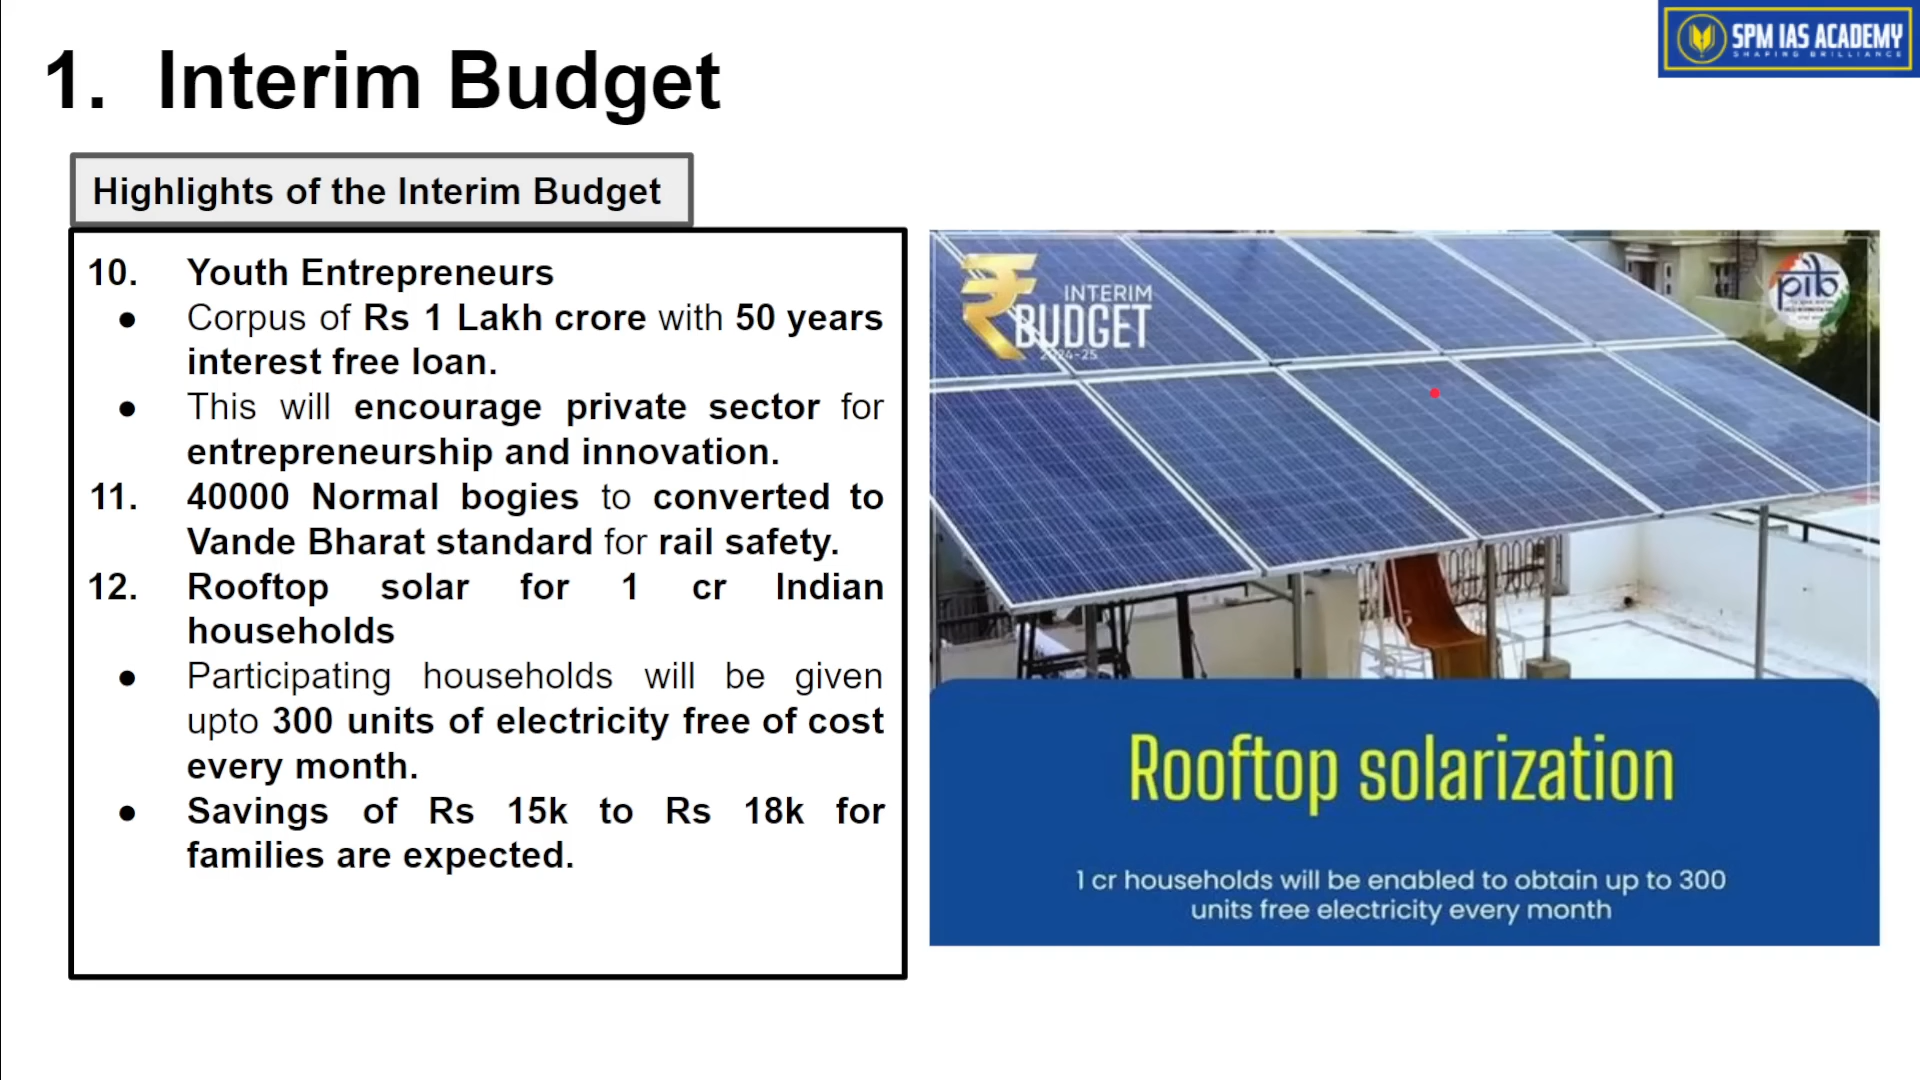 1. Interim Budget
SPM IAS ACADEMY
SHAPING BRILLIANCE
Highlights of the Interim Budget
10. Youth Entrepreneurs
● Corpus of Rs 1 Lakh crore with 50 years
interest free loan.
● This will encourage private sector for
entrepreneurship and innovation.
11. 40000 Normal bogies to converted to
Vande Bharat standard for rail safety.
12. Rooftop solar for 1 cr Indian
households
● Participating households will be given
upto 300 units of electricity free of cost
every month.
● Savings of Rs 15k to Rs 18k for
families are expected.
INTERIM
BUDGET
2024-25
pib
Rooftop solarization
1 cr households will be enabled to obtain up to 300
units free electricity every month